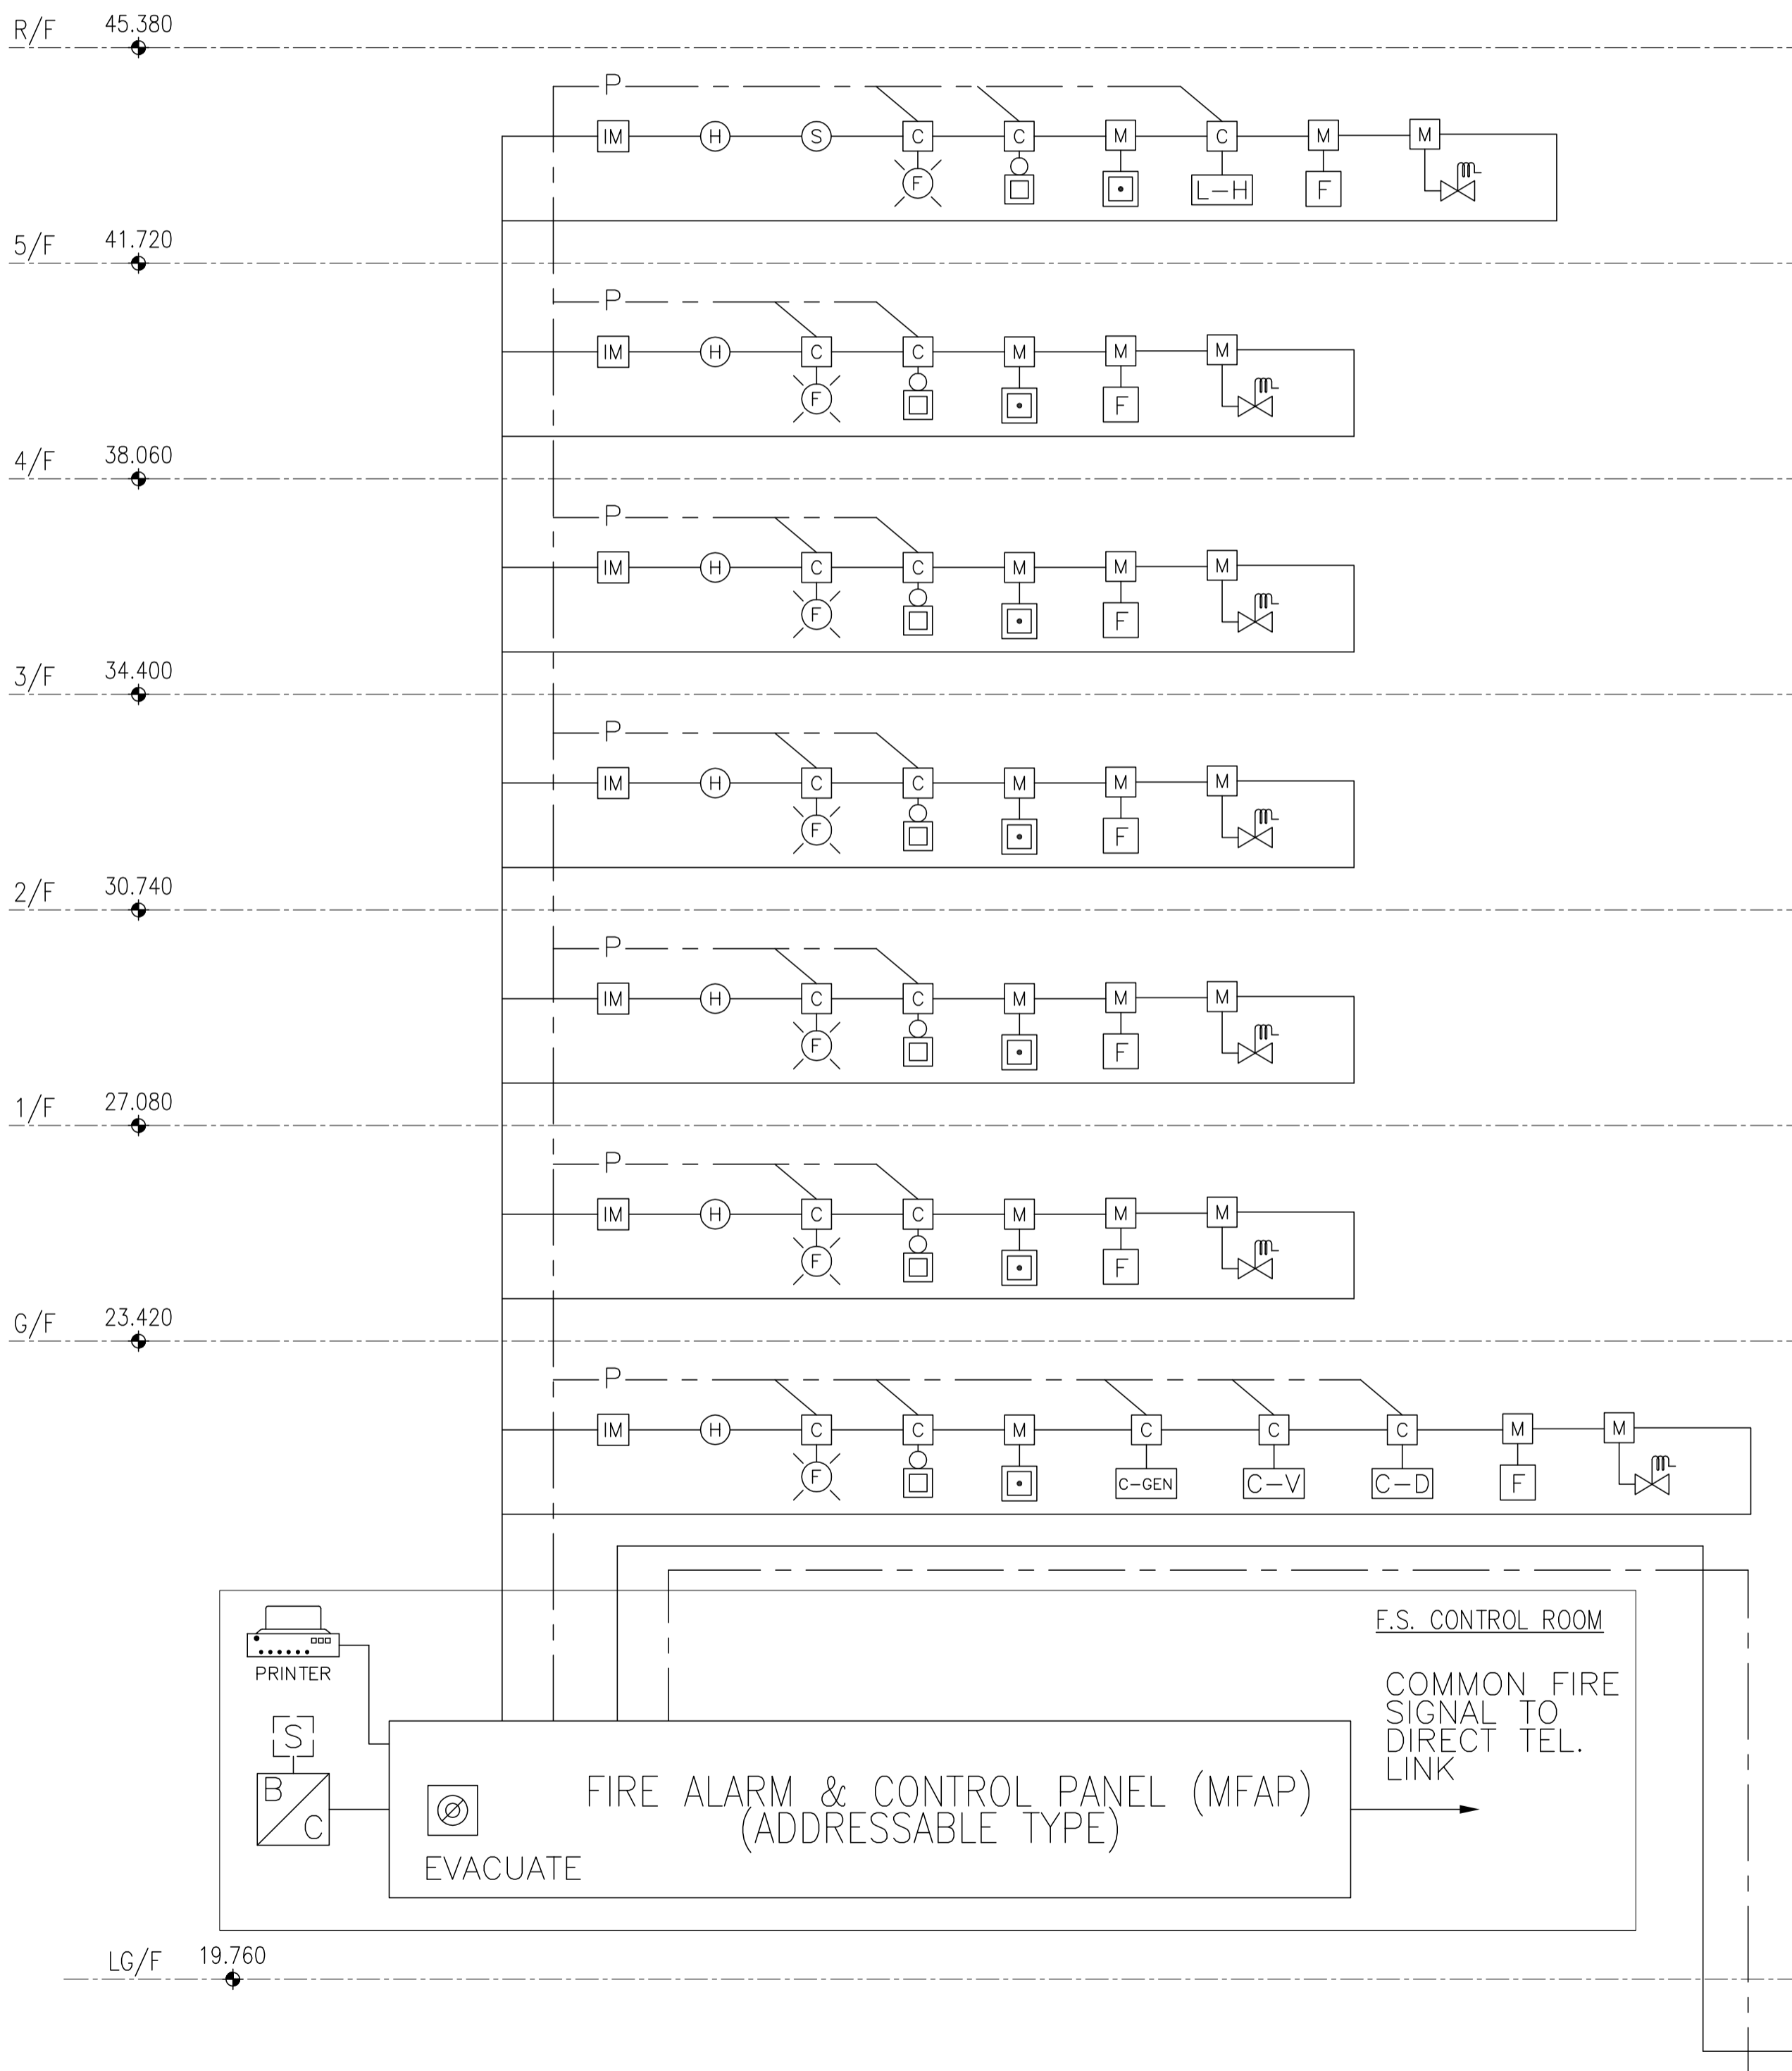 R/F 45.380
P
IM H S C C M C M M
F L-H F
5/F 41.720
P
IM H C C M M M
F F
4/F 38.060
P
IM H C C M M M
F F
3/F 34.400
P
IM H C C M M M
F F
2/F 30.740
P
IM H C C M M M
F F
1/F 27.080
P
IM H C C M M M
F F
G/F 23.420
P
IM H C C M C C C M M
F C-GEN C-V C-D F
F.S. CONTROL ROOM
PRINTER
COMMON FIRE
SIGNAL TO
DIRECT TEL.
LINK
S
B
C
FIRE ALARM & CONTROL PANEL (MFAP)
(ADDRESSABLE TYPE)
EVACUATE
LG/F 19.760